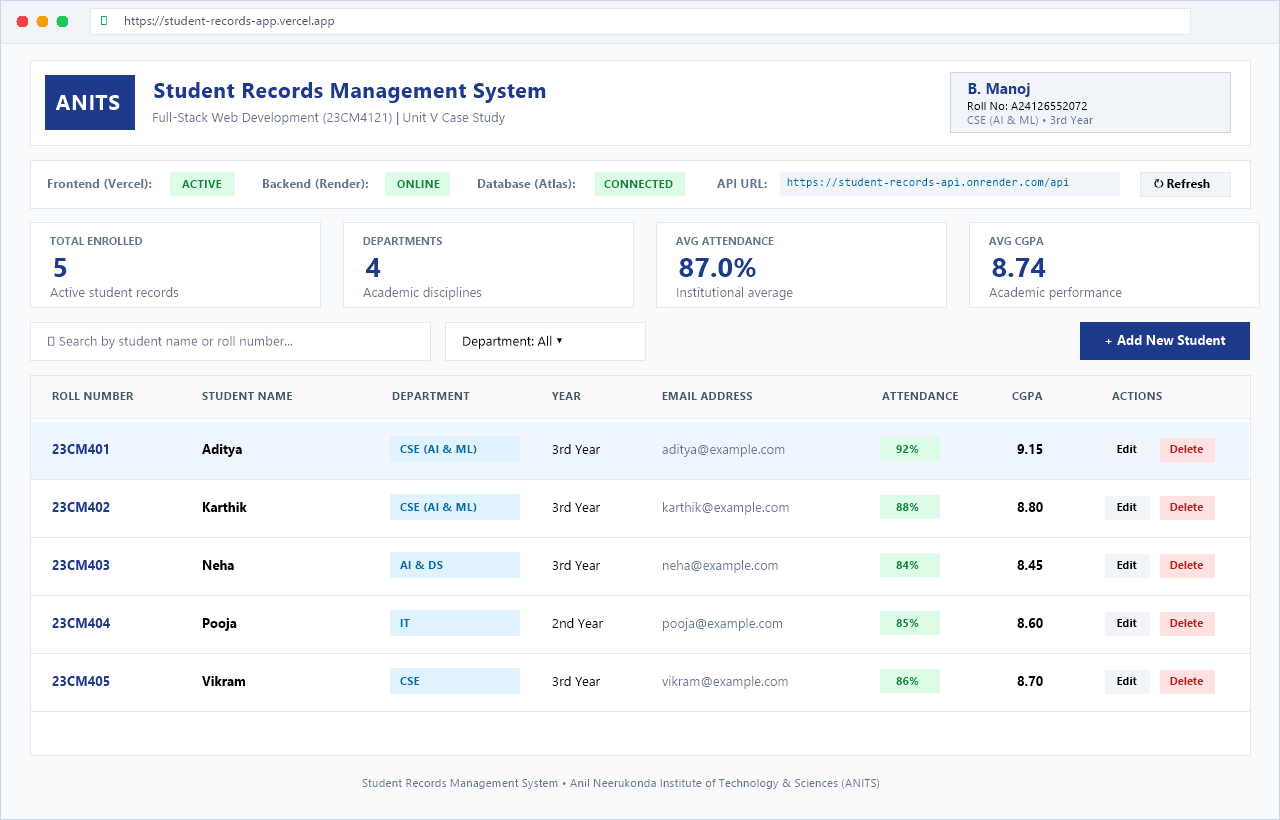 https://student-records-app.vercel.app
ANITS
Student Records Management System
Full-Stack Web Development (23CM4121) | Unit V Case Study
B. Manoj
Roll No: A24126552072
CSE (AI & ML) • 3rd Year
Frontend (Vercel): ACTIVE Backend (Render): ONLINE Database (Atlas): CONNECTED API URL: https://student-records-api.onrender.com/api ↻ Refresh
TOTAL ENROLLED
5
Active student records
DEPARTMENTS
4
Academic disciplines
AVG ATTENDANCE
87.0%
Institutional average
AVG CGPA
8.74
Academic performance
Search by student name or roll number...
Department: All ▾
+ Add New Student
ROLL NUMBER STUDENT NAME DEPARTMENT YEAR EMAIL ADDRESS ATTENDANCE CGPA ACTIONS
23CM401 Aditya CSE (AI & ML) 3rd Year aditya@example.com 92% 9.15 Edit Delete
23CM402 Karthik CSE (AI & ML) 3rd Year karthik@example.com 88% 8.80 Edit Delete
23CM403 Neha AI & DS 3rd Year neha@example.com 84% 8.45 Edit Delete
23CM404 Pooja IT 2nd Year pooja@example.com 85% 8.60 Edit Delete
23CM405 Vikram CSE 3rd Year vikram@example.com 86% 8.70 Edit Delete
Student Records Management System • Anil Neerukonda Institute of Technology & Sciences (ANITS)